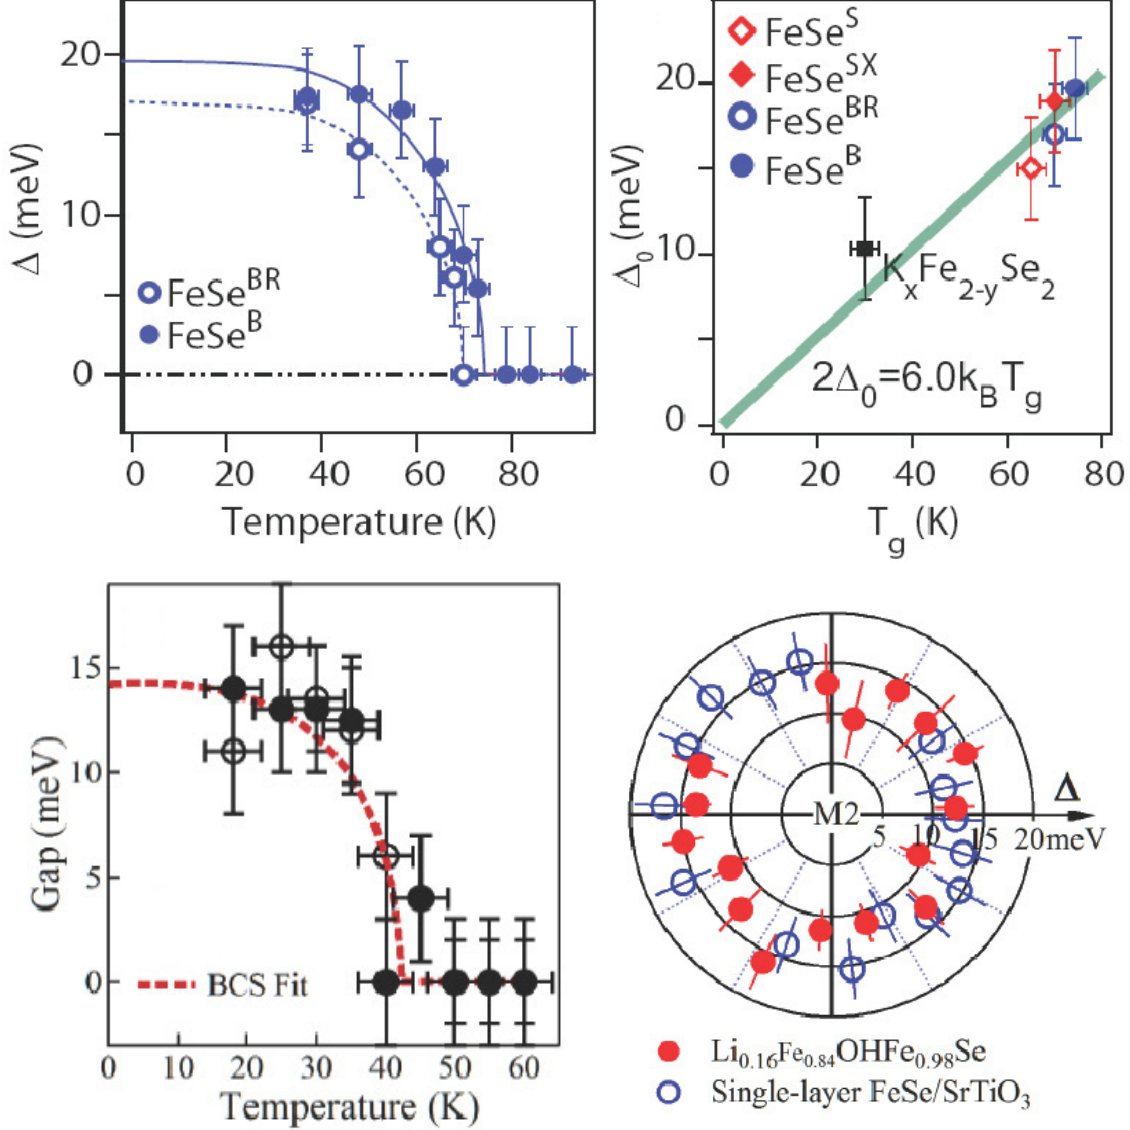 Δ (meV)
20
10
0
FeSe^BR
FeSe^B
0 20 40 60 80
Temperature (K)
Δ₀ (meV)
20
10
0
FeSe^S
FeSe^SX
FeSe^BR
FeSe^B
KₓFe₂₋ᵧSe₂
2Δ₀=6.0k_BT_g
0 20 40 60 80
T_g (K)
Gap (meV)
15
10
5
0
BCS Fit
0 10 20 30 40 50 60
Temperature (K)
Δ
M2 5 10 15 20meV
Li₀.₁₆Fe₀.₈₄OHFe₀.₉₈Se
Single-layer FeSe/SrTiO₃